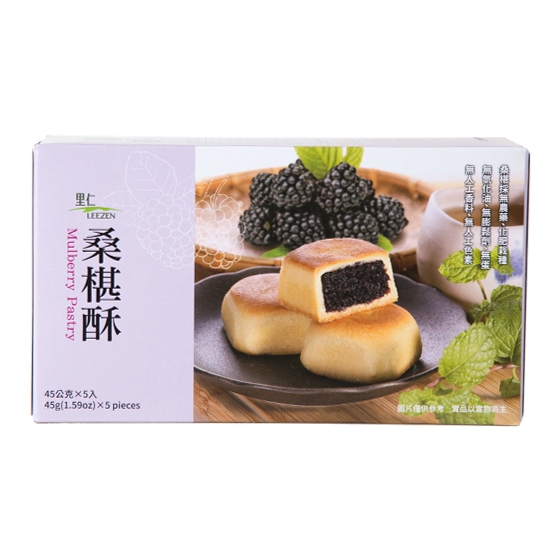 里仁
LEEZEN
桑椹酥
Mulberry Pastry
45公克×5入
45g(1.59oz)×5 pieces
桑椹採無農藥、化肥栽種
無氫化油、無膨鬆劑、無蛋
無人工香料、無人工色素
圖片僅供參考　實品以實物為主